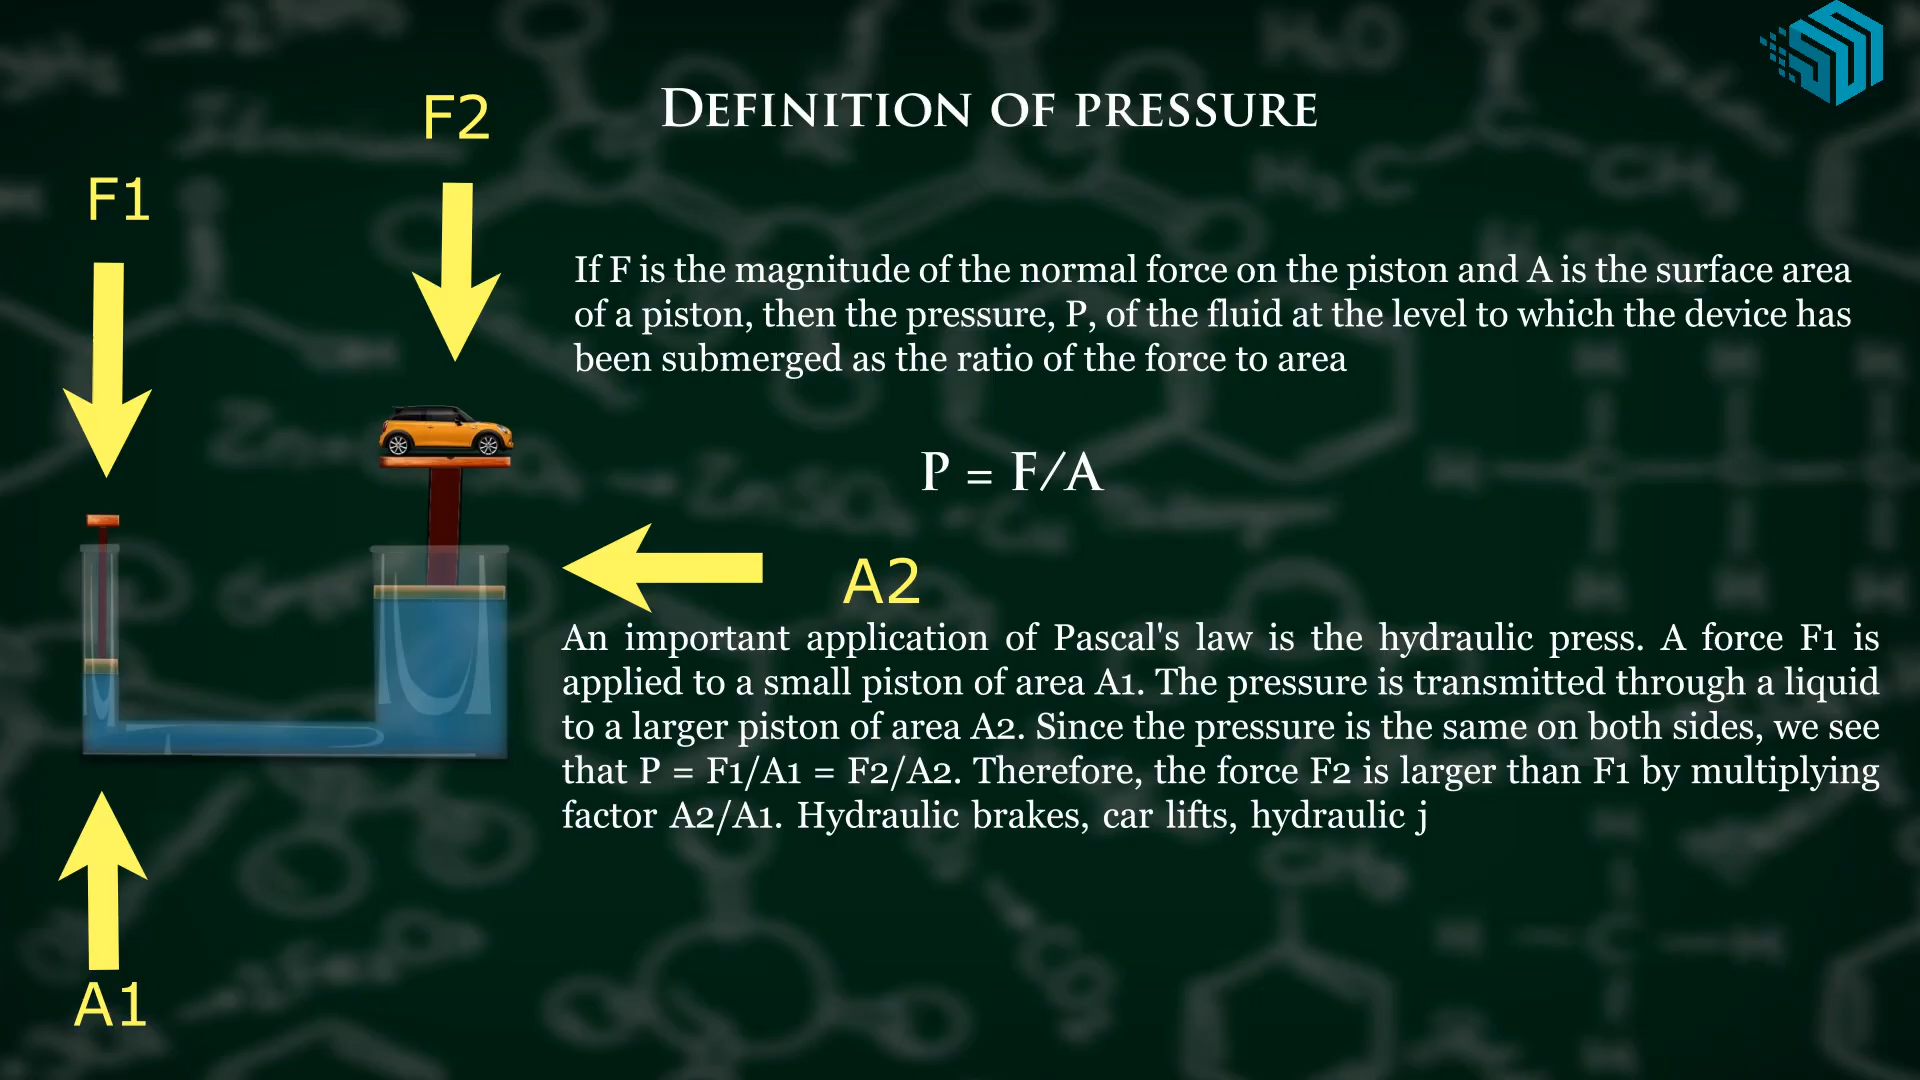 F2
DEFINITION OF PRESSURE
F1
If F is the magnitude of the normal force on the piston and A is the surface area
of a piston, then the pressure, P, of the fluid at the level to which the device has
been submerged as the ratio of the force to area
P = F/A
A2
An important application of Pascal's law is the hydraulic press. A force F1 is
applied to a small piston of area A1. The pressure is transmitted through a liquid
to a larger piston of area A2. Since the pressure is the same on both sides, we see
that P = F1/A1 = F2/A2. Therefore, the force F2 is larger than F1 by multiplying
factor A2/A1. Hydraulic brakes, car lifts, hydraulic j
A1
H₂O
H₃C
CH₃
ZnSO₄ + Cu